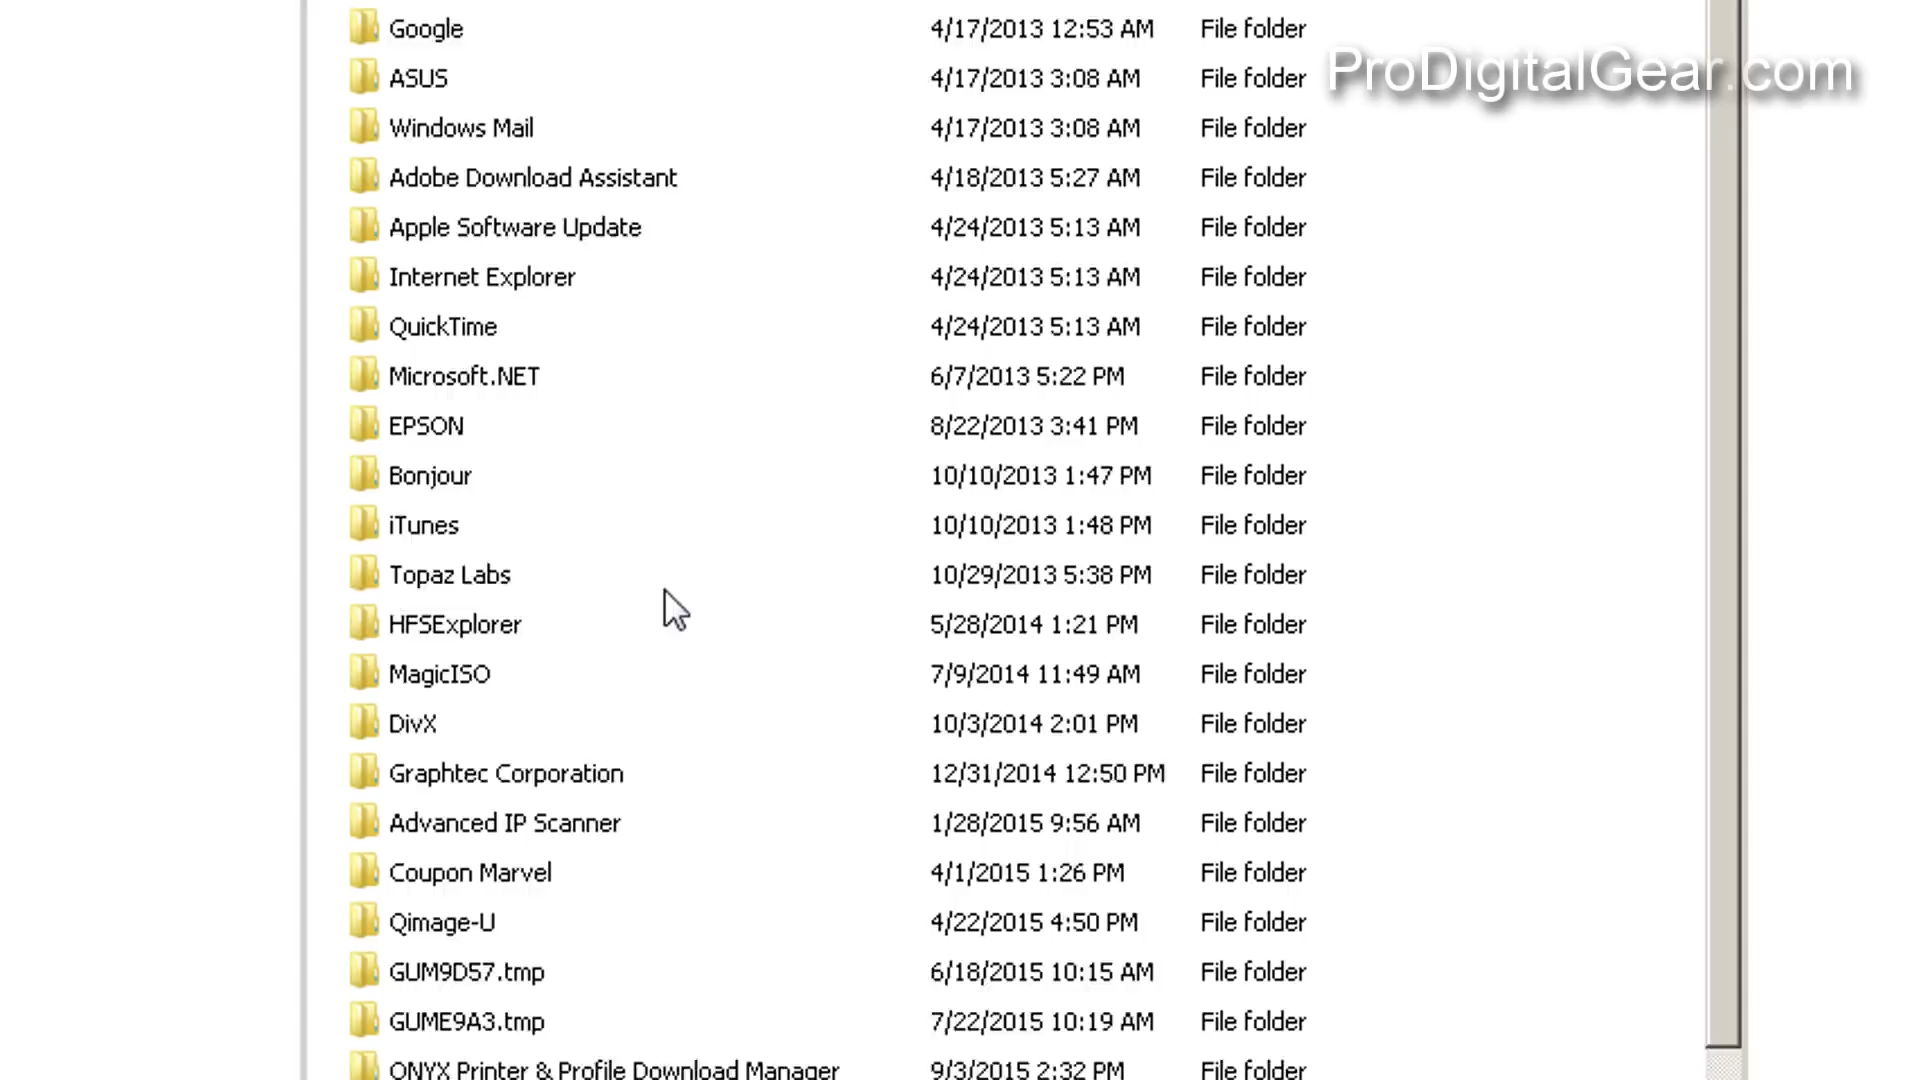 Google 4/17/2013 12:53 AM File folder
ProDigitalGear.com
ASUS 4/17/2013 3:08 AM File folder
Windows Mail 4/17/2013 3:08 AM File folder
Adobe Download Assistant 4/18/2013 5:27 AM File folder
Apple Software Update 4/24/2013 5:13 AM File folder
Internet Explorer 4/24/2013 5:13 AM File folder
QuickTime 4/24/2013 5:13 AM File folder
Microsoft.NET 6/7/2013 5:22 PM File folder
EPSON 8/22/2013 3:41 PM File folder
Bonjour 10/10/2013 1:47 PM File folder
iTunes 10/10/2013 1:48 PM File folder
Topaz Labs 10/29/2013 5:38 PM File folder
HFSExplorer 5/28/2014 1:21 PM File folder
MagicISO 7/9/2014 11:49 AM File folder
DivX 10/3/2014 2:01 PM File folder
Graphtec Corporation 12/31/2014 12:50 PM File folder
Advanced IP Scanner 1/28/2015 9:56 AM File folder
Coupon Marvel 4/1/2015 1:26 PM File folder
Qimage-U 4/22/2015 4:50 PM File folder
GUM9D57.tmp 6/18/2015 10:15 AM File folder
GUME9A3.tmp 7/22/2015 10:19 AM File folder
ONYX Printer & Profile Download Manager 9/3/2015 2:32 PM File folder